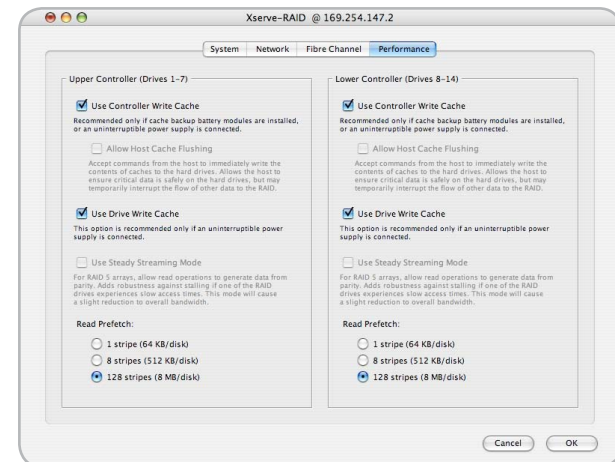 Xserve-RAID @ 169.254.147.2
System Network Fibre Channel Performance
Upper Controller (Drives 1–7)
Use Controller Write Cache
Recommended only if cache backup battery modules are installed,
or an uninterruptible power supply is connected.
Allow Host Cache Flushing
Accept commands from the host to immediately write the
contents of caches to the hard drives. Allows the host to
ensure critical data is safely on the hard drives, but may
temporarily interrupt the flow of other data to the RAID.
Use Drive Write Cache
This option is recommended only if an uninterruptible power
supply is connected.
Use Steady Streaming Mode
For RAID 5 arrays, allow read operations to generate data from
parity. Adds robustness against stalling if one of the RAID
drives experiences slow access times. This mode will cause
a slight reduction to overall bandwidth.
Read Prefetch:
1 stripe (64 KB/disk)
8 stripes (512 KB/disk)
128 stripes (8 MB/disk)
Lower Controller (Drives 8–14)
Use Controller Write Cache
Recommended only if cache backup battery modules are installed,
or an uninterruptible power supply is connected.
Allow Host Cache Flushing
Accept commands from the host to immediately write the
contents of caches to the hard drives. Allows the host to
ensure critical data is safely on the hard drives, but may
temporarily interrupt the flow of other data to the RAID.
Use Drive Write Cache
This option is recommended only if an uninterruptible power
supply is connected.
Use Steady Streaming Mode
For RAID 5 arrays, allow read operations to generate data from
parity. Adds robustness against stalling if one of the RAID
drives experiences slow access times. This mode will cause
a slight reduction to overall bandwidth.
Read Prefetch:
1 stripe (64 KB/disk)
8 stripes (512 KB/disk)
128 stripes (8 MB/disk)
Cancel OK